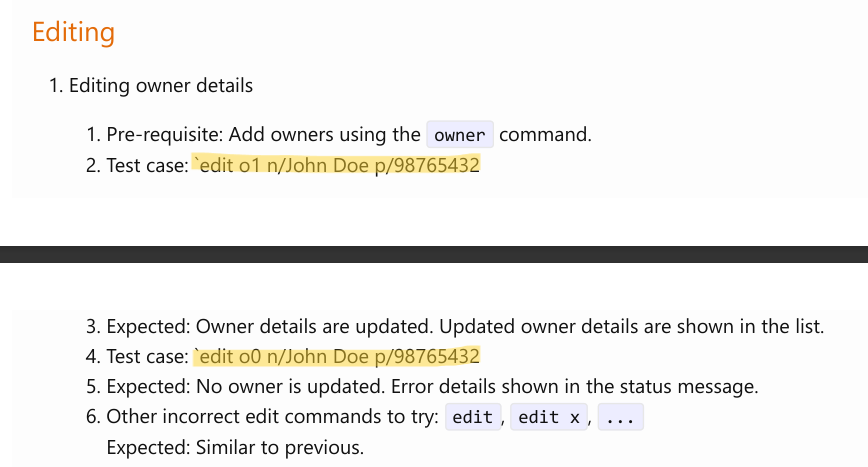 Editing
1. Editing owner details
1. Pre-requisite: Add owners using the owner command.
2. Test case: `edit o1 n/John Doe p/98765432
3. Expected: Owner details are updated. Updated owner details are shown in the list.
4. Test case: `edit o0 n/John Doe p/98765432
5. Expected: No owner is updated. Error details shown in the status message.
6. Other incorrect edit commands to try: edit, edit x, ...
Expected: Similar to previous.